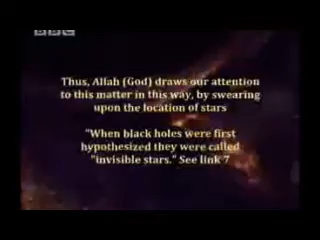 BBC
Thus, Allah (God) draws our attention
to this matter in this way, by swearing
upon the location of stars
"When black holes were first
hypothesized they were called
"invisible stars." See link 7